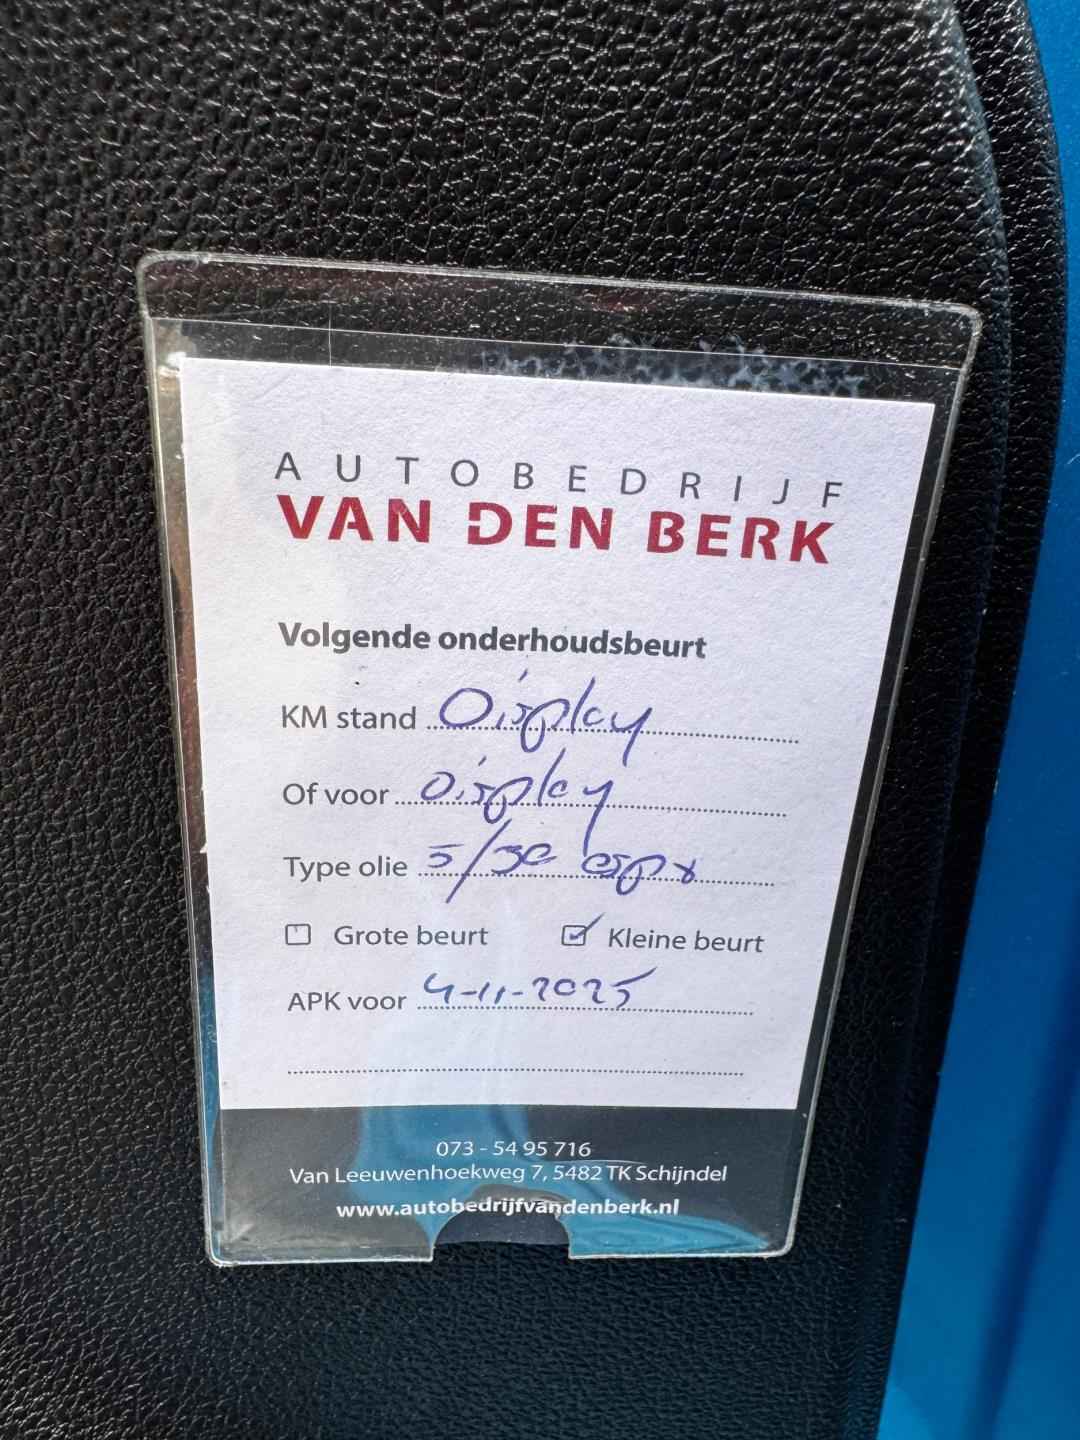 AUTOBEDRIJF
VAN DEN BERK
Volgende onderhoudsbeurt
KM stand Display
Of voor Display
Type olie 5/30
Grote beurt Kleine beurt
APK voor 4-11-2025
073 - 54 95 716
Van Leeuwenhoekweg 7, 5482 TK Schijndel
www.autobedrijfvandenberk.nl